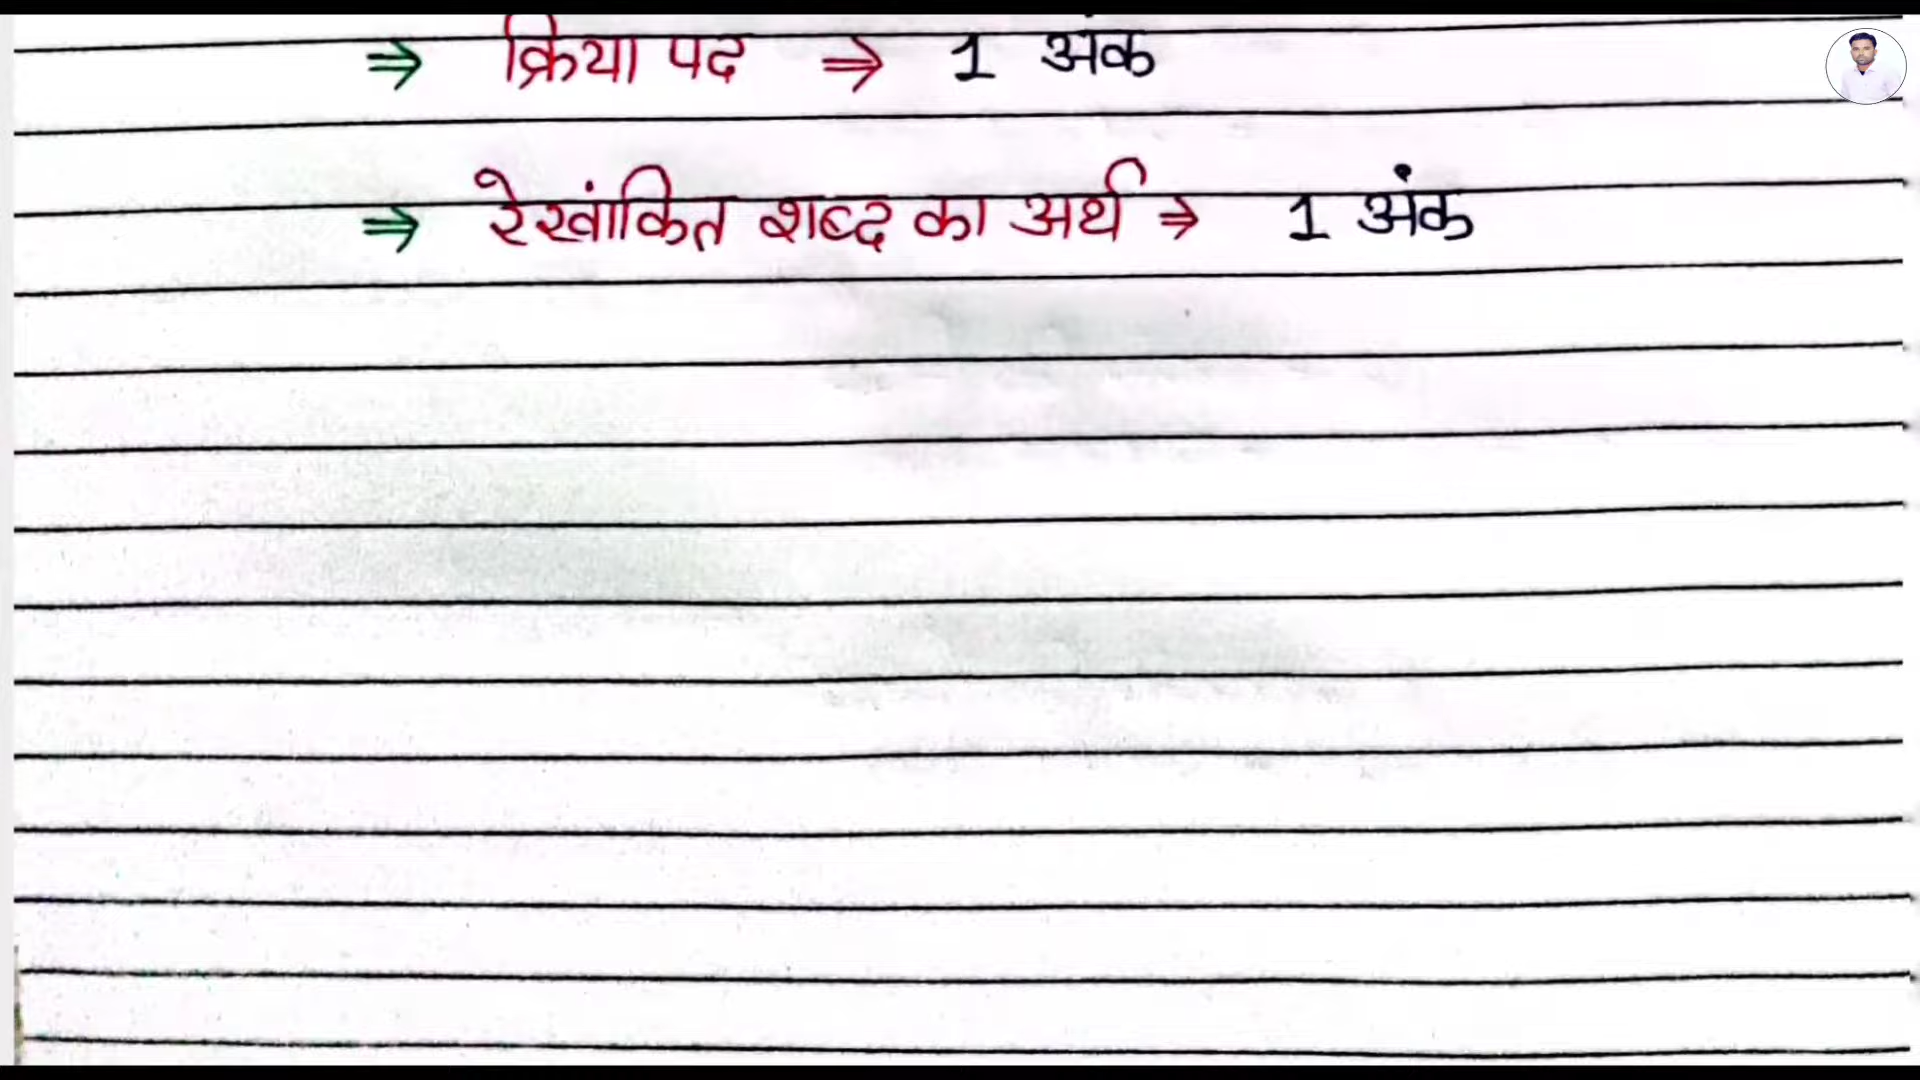 ⇒ क्रिया पद ⇒ 1 अंक
⇒ रेखांकित शब्द का अर्थ ⇒ 1 अंक